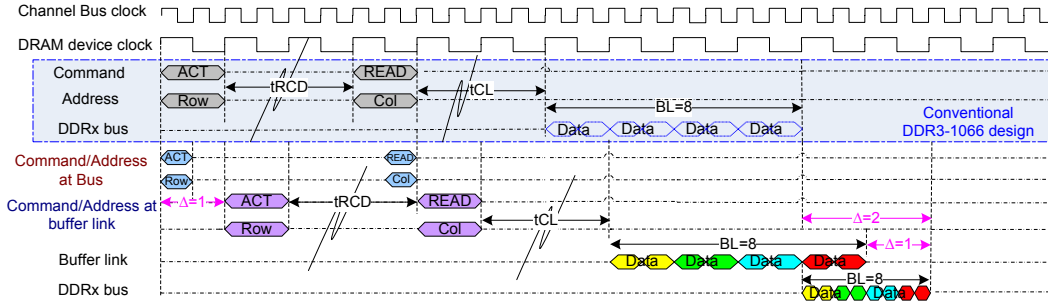 Channel Bus clock
DRAM device clock
Command ACT READ
tRCD tCL
Address Row Col BL=8
Conventional
DDR3-1066 design
DDRx bus Data Data Data Data
Command/Address
at Bus
ACT READ
Row Col
Command/Address at
buffer link
Δ=1 ACT tRCD READ
Row Col tCL Δ=2
BL=8 Δ=1
Buffer link Data Data Data Data
BL=8
DDRx bus Data Data Data